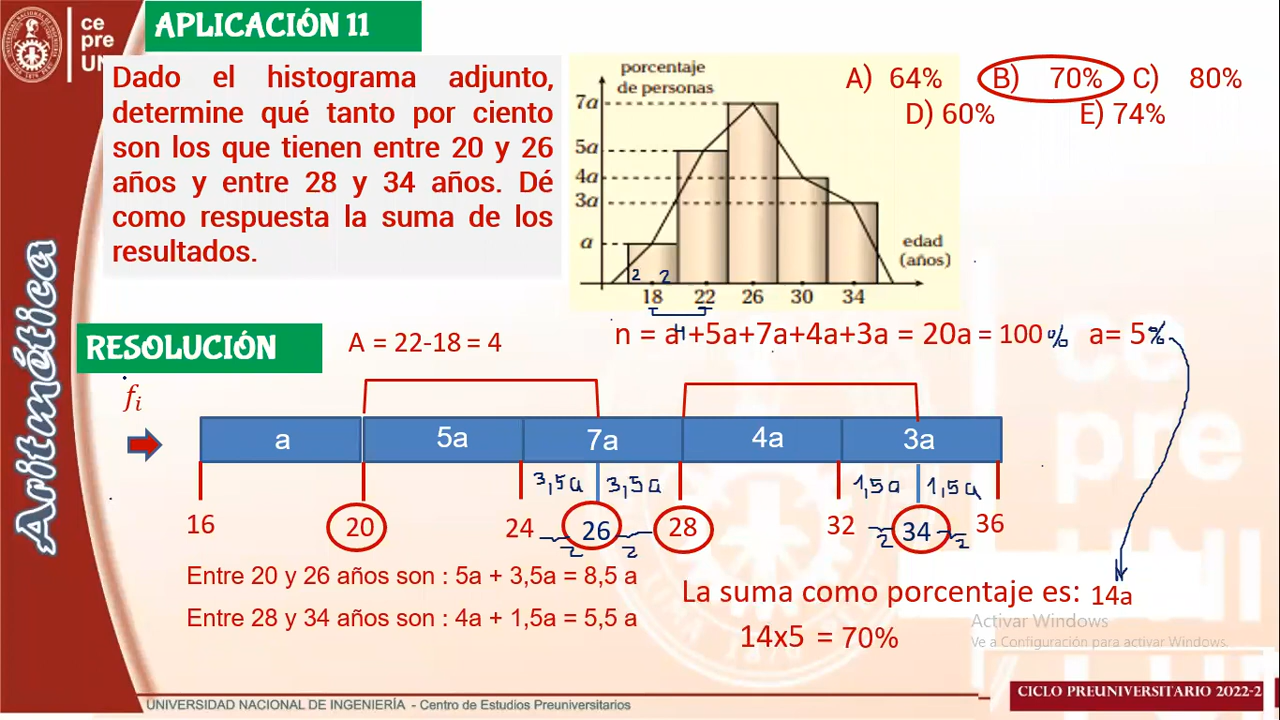 UNIVERSIDAD NACIONAL DE INGENIERÍA
ce
pre
UNI
APLICACIÓN 11
Dado el histograma adjunto,
determine qué tanto por ciento
son los que tienen entre 20 y 26
años y entre 28 y 34 años. Dé
como respuesta la suma de los
resultados.
porcentaje
de personas
7a
5a
4a
3a
a
2 2
18 22 26 30 34
4
edad
(años)
A) 64% B) 70% C) 80%
D) 60% E) 74%
Aritmética
RESOLUCIÓN
A = 22-18 = 4
n = a +5a+7a+4a+3a = 20a = 100 % a= 5%
fi
a 5a 7a 4a 3a
3,5a 3,5a 1,5a 1,5a
16 20 24 26 28 32 34 36
2 2 2 2
Entre 20 y 26 años son : 5a + 3,5a = 8,5 a
Entre 28 y 34 años son : 4a + 1,5a = 5,5 a
La suma como porcentaje es: 14a
14x5 = 70%
Activar Windows
Ve a Configuración para activar Windows.
UNIVERSIDAD NACIONAL DE INGENIERÍA - Centro de Estudios Preuniversitarios
CICLO PREUNIVERSITARIO 2022-2